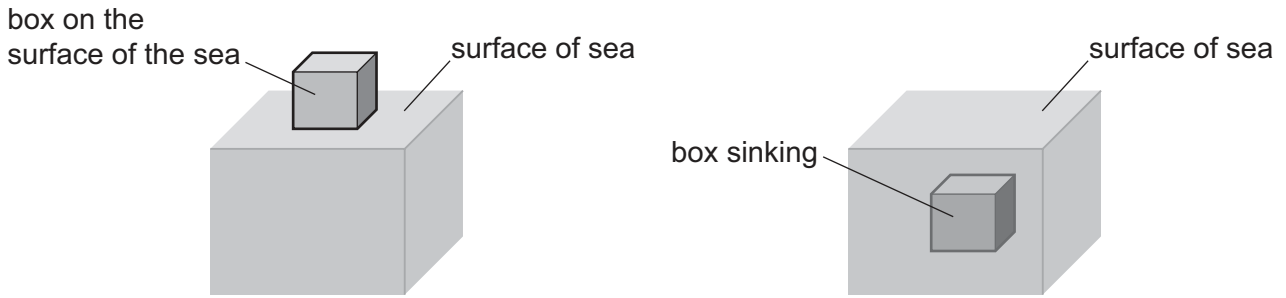 box on the
surface of the sea
surface of sea
surface of sea
box sinking